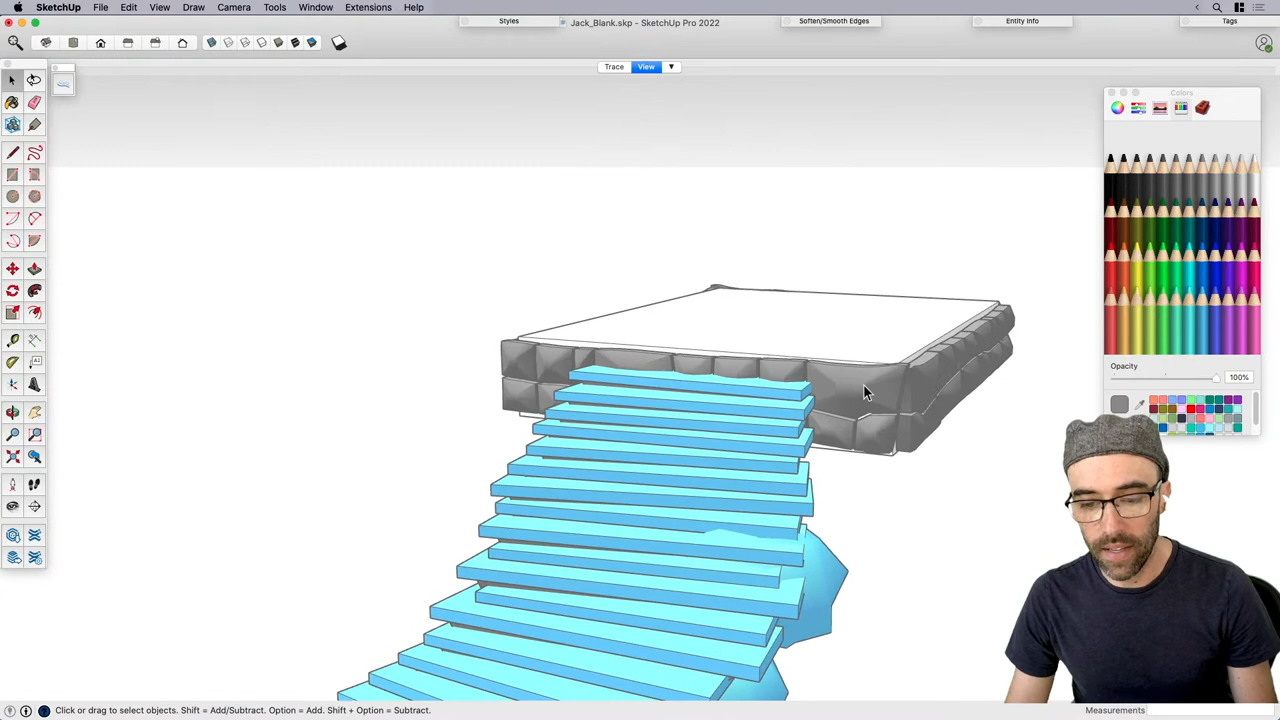 SketchUp File Edit View Draw Camera Tools Window Extensions Help
Styles
Jack_Blank.skp - SketchUp Pro 2022
Soften/Smooth Edges
Entity Info
Tags
Trace View
Colors
A1
Opacity
100%
Click or drag to select objects. Shift = Add/Subtract. Option = Add. Shift + Option = Subtract.
Measurements